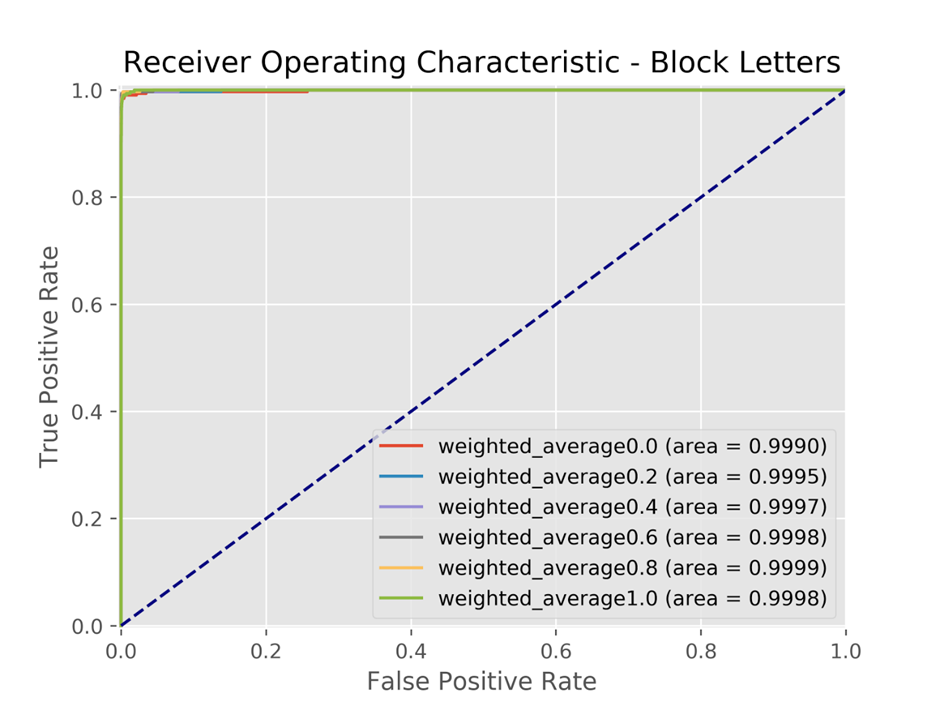 Receiver Operating Characteristic - Block Letters
1.0
0.8
0.6
0.4
0.2
0.0
True Positive Rate
weighted_average0.0 (area = 0.9990)
weighted_average0.2 (area = 0.9995)
weighted_average0.4 (area = 0.9997)
weighted_average0.6 (area = 0.9998)
weighted_average0.8 (area = 0.9999)
weighted_average1.0 (area = 0.9998)
0.0 0.2 0.4 0.6 0.8 1.0
False Positive Rate